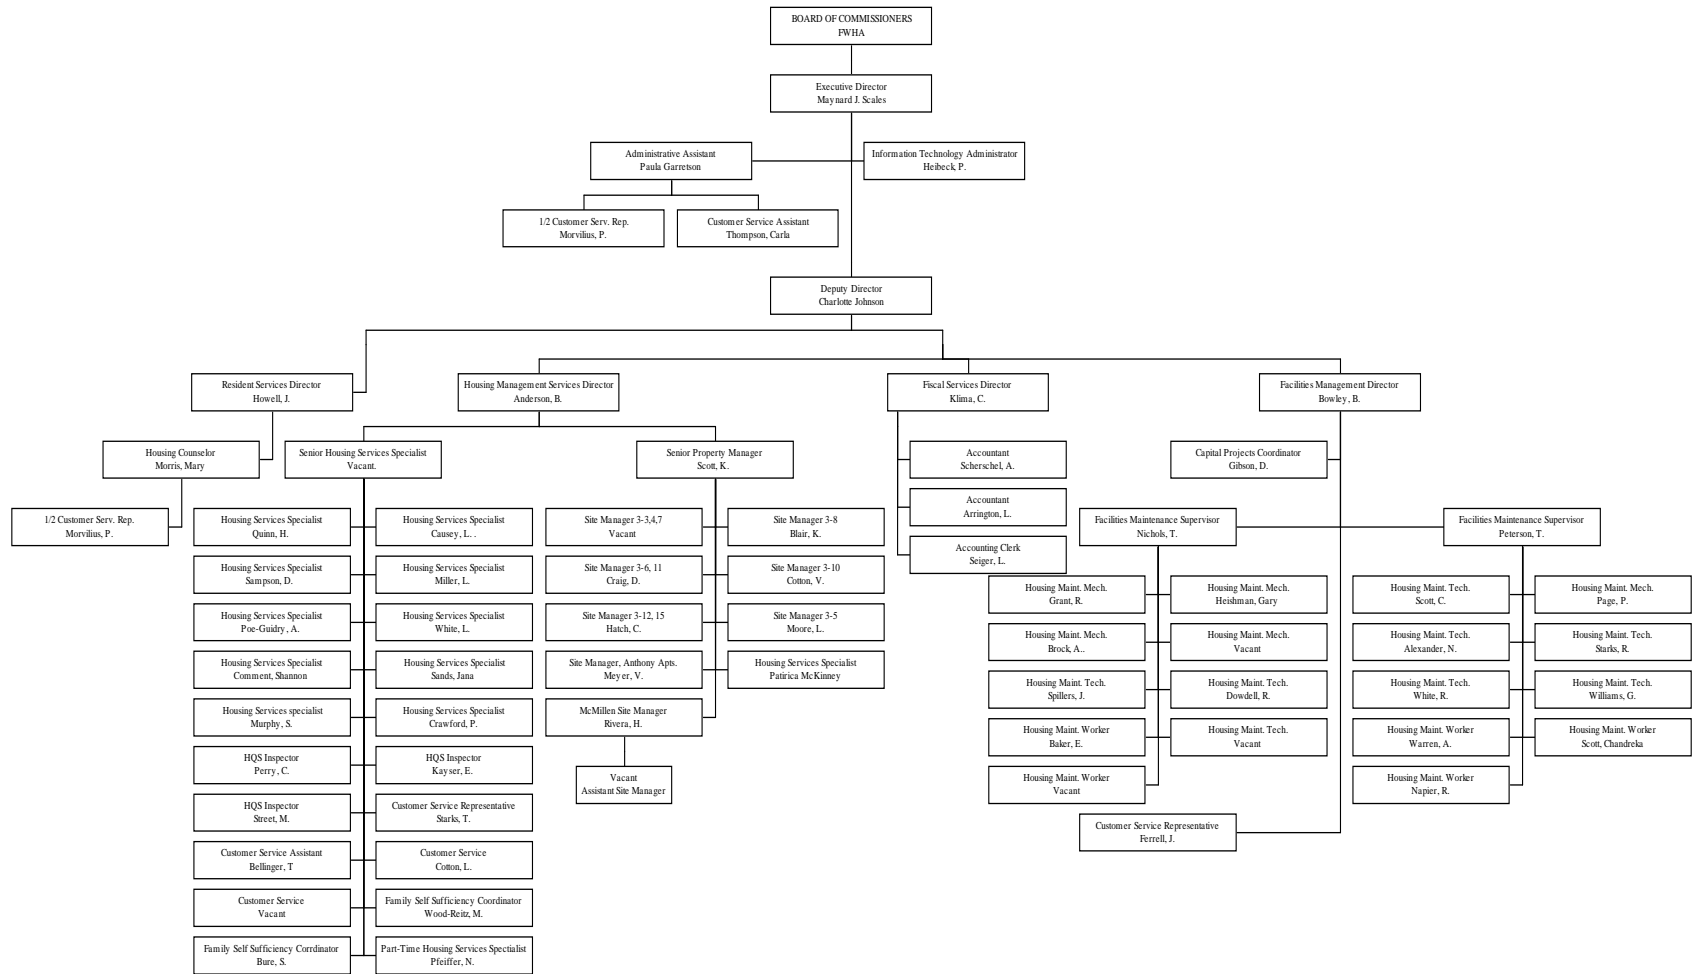 BOARD OF COMMISSIONERS
FWHA
Executive Director
Maynard J. Scales
Administrative Assistant
Paula Garretson
Information Technology Administrator
Heibeck, P.
1/2 Customer Serv. Rep.
Morvilius, P.
Customer Service Assistant
Thompson, Carla
Deputy Director
Charlotte Johnson
Resident Services Director
Howell, J.
Housing Management Services Director
Anderson, B.
Fiscal Services Director
Klima, C.
Facilities Management Director
Bowley, B.
Housing Counselor
Morris, Mary
1/2 Customer Serv. Rep.
Morvilius, P.
Senior Housing Services Specialist
Vacant.
Housing Services Specialist
Quinn, H.
Housing Services Specialist
Causey, L. .
Housing Services Specialist
Sampson, D.
Housing Services Specialist
Miller, L.
Housing Services Specialist
Poe-Guidry, A.
Housing Services Specialist
White, L.
Housing Services Specialist
Comment, Shannon
Housing Services Specialist
Sands, Jana
Housing Services specialist
Murphy, S.
Housing Services Specialist
Crawford, P.
HQS Inspector
Perry, C.
HQS Inspector
Kayser, E.
HQS Inspector
Street, M.
Customer Service Representative
Starks, T.
Customer Service Assistant
Bellinger, T
Customer Service
Cotton, L.
Customer Service
Vacant
Family Self Sufficiency Coordinator
Wood-Reitz, M.
Family Self Sufficiency Corrdinator
Bure, S.
Part-Time Housing Services Spectialist
Pfeiffer, N.
Senior Property Manager
Scott, K.
Site Manager 3-3,4,7
Vacant
Site Manager 3-8
Blair, K.
Site Manager 3-6, 11
Craig, D.
Site Manager 3-10
Cotton, V.
Site Manager 3-12, 15
Hatch, C.
Site Manager 3-5
Moore, L.
Site Manager, Anthony Apts.
Meyer, V.
Housing Services Specialist
Patirica McKinney
McMillen Site Manager
Rivera, H.
Vacant
Assistant Site Manager
Accountant
Scherschel, A.
Accountant
Arrington, L.
Accounting Clerk
Seiger, L.
Capital Projects Coordinator
Gibson, D.
Facilities Maintenance Supervisor
Nichols, T.
Housing Maint. Mech.
Grant, R.
Housing Maint. Mech.
Heishman, Gary
Housing Maint. Mech.
Brock, A..
Housing Maint. Mech.
Vacant
Housing Maint. Tech.
Spillers, J.
Housing Maint. Tech.
Dowdell, R.
Housing Maint. Worker
Baker, E.
Housing Maint. Tech.
Vacant
Housing Maint. Worker
Vacant
Facilities Maintenance Supervisor
Peterson, T.
Housing Maint. Tech.
Scott, C.
Housing Maint. Mech.
Page, P.
Housing Maint. Tech.
Alexander, N.
Housing Maint. Tech.
Starks, R.
Housing Maint. Tech.
White, R.
Housing Maint. Tech.
Williams, G.
Housing Maint. Worker
Warren, A.
Housing Maint. Worker
Scott, Chandreka
Housing Maint. Worker
Napier, R.
Customer Service Representative
Ferrell, J.